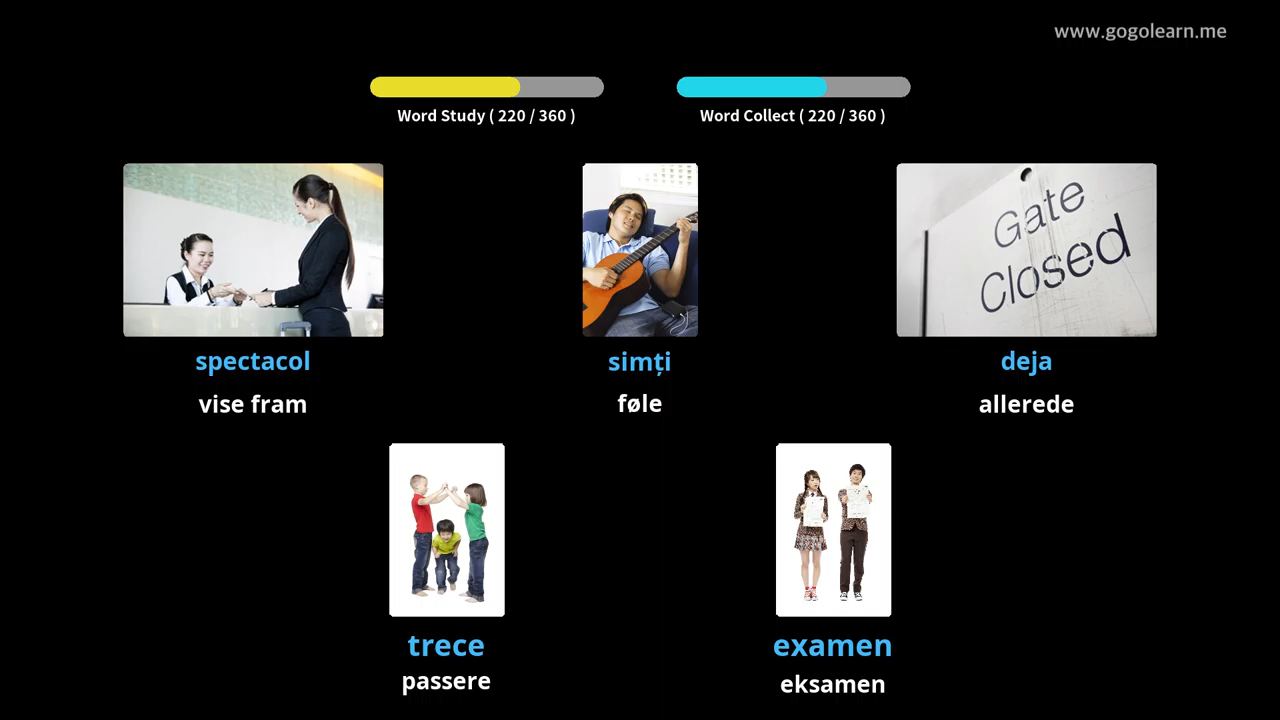 www.gogolearn.me
Word Study ( 220 / 360 )
Word Collect ( 220 / 360 )
Gate
Closed
spectacol
simți
deja
vise fram
føle
allerede
trece
examen
passere
eksamen